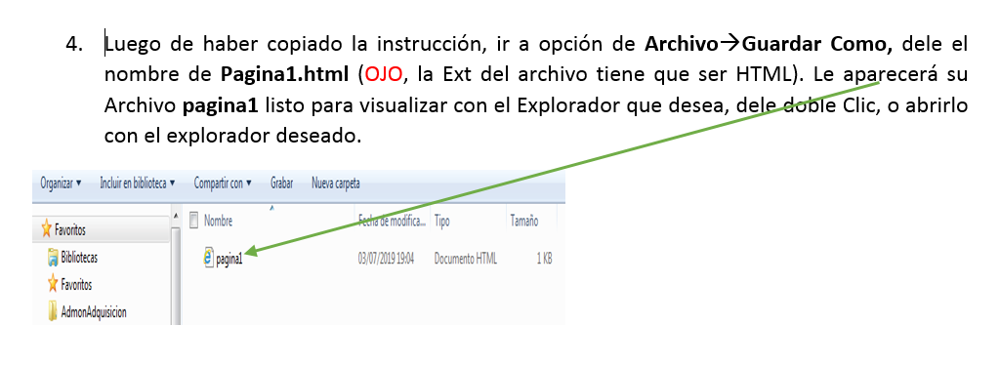 4. Luego de haber copiado la instrucción, ir a opción de Archivo→Guardar Como, dele el
nombre de Pagina1.html (OJO, la Ext del archivo tiene que ser HTML). Le aparecerá su
Archivo pagina1 listo para visualizar con el Explorador que desea, dele doble Clic, o abrirlo
con el explorador deseado.
Organizar ▼ Incluir en biblioteca ▼ Compartir con ▼ Grabar Nueva carpeta
Nombre Fecha de modifica... Tipo Tamaño
Favoritos
pagina1 03/07/2019 19:04 Documento HTML 1 KB
Bibliotecas
Favoritos
AdmonAdquisicion